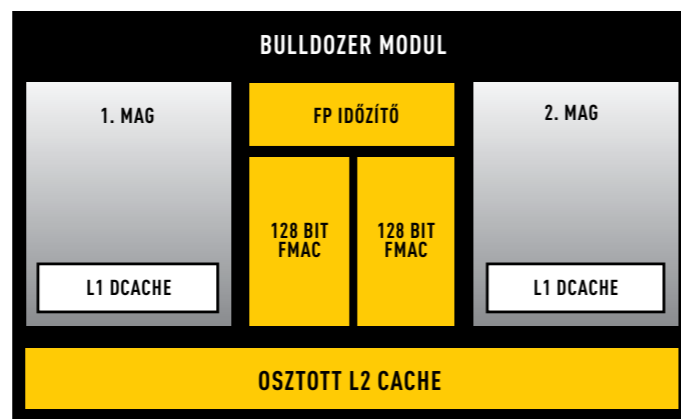 BULLDOZER MODUL
1. MAG
FP IDŐZÍTŐ
2. MAG
128 BIT
FMAC
128 BIT
FMAC
L1 DCACHE
L1 DCACHE
OSZTOTT L2 CACHE